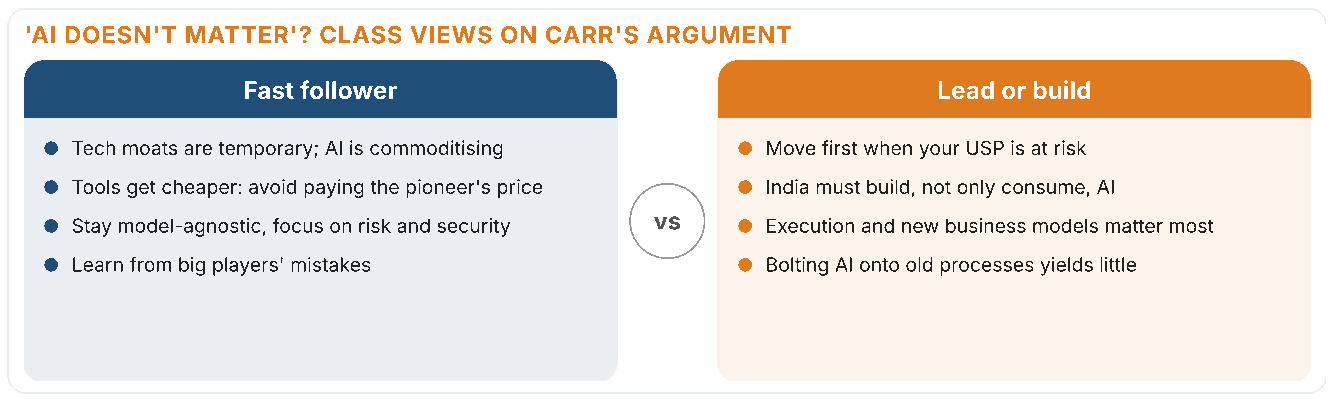 'AI DOESN'T MATTER'? CLASS VIEWS ON CARR'S ARGUMENT
Fast follower
Tech moats are temporary; AI is commoditising
Tools get cheaper: avoid paying the pioneer's price
Stay model-agnostic, focus on risk and security
Learn from big players' mistakes
vs
Lead or build
Move first when your USP is at risk
India must build, not only consume, AI
Execution and new business models matter most
Bolting AI onto old processes yields little